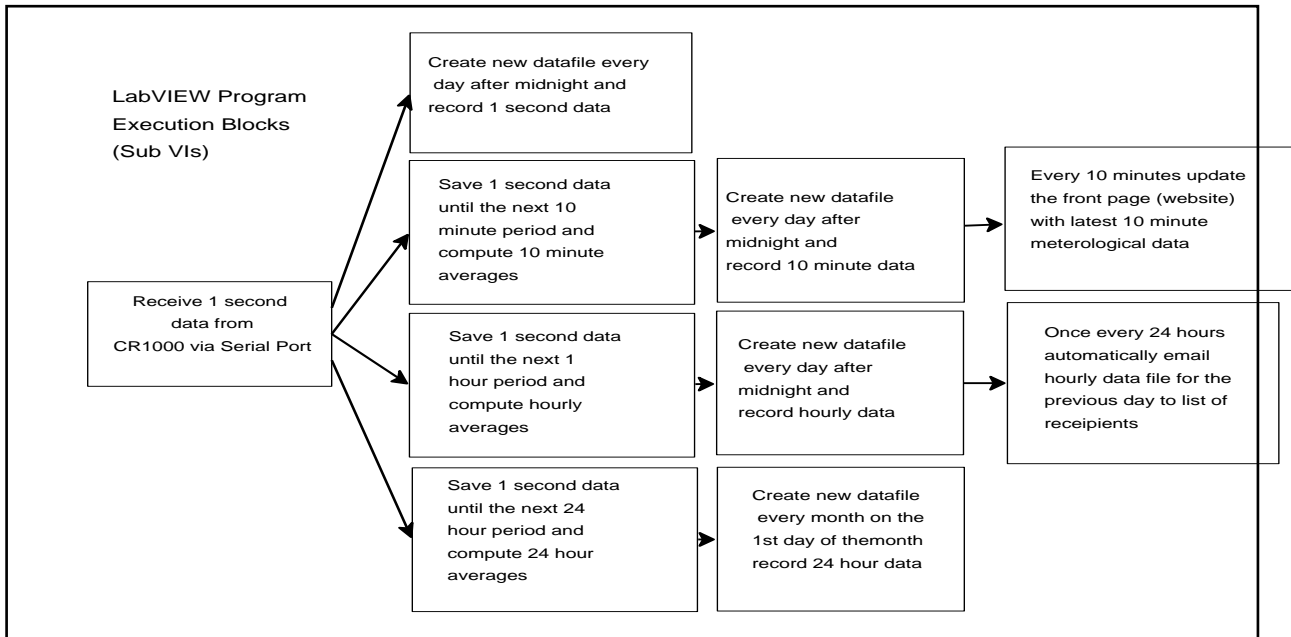 LabVIEW Program
Execution Blocks
(Sub VIs)
Create new datafile every
day after midnight and
record 1 second data
Receive 1 second
data from
CR1000 via Serial Port
Save 1 second data
until the next 10
minute period and
compute 10 minute
averages
Create new datafile
every day after
midnight and
record 10 minute data
Every 10 minutes update
the front page (website)
with latest 10 minute
meterological data
Save 1 second data
until the next 1
hour period and
compute hourly
averages
Create new datafile
every day after
midnight and
record hourly data
Once every 24 hours
automatically email
hourly data file for the
previous day to list of
receipients
Save 1 second data
until the next 24
hour period and
compute 24 hour
averages
Create new datafile
every month on the
1st day of themonth
record 24 hour data